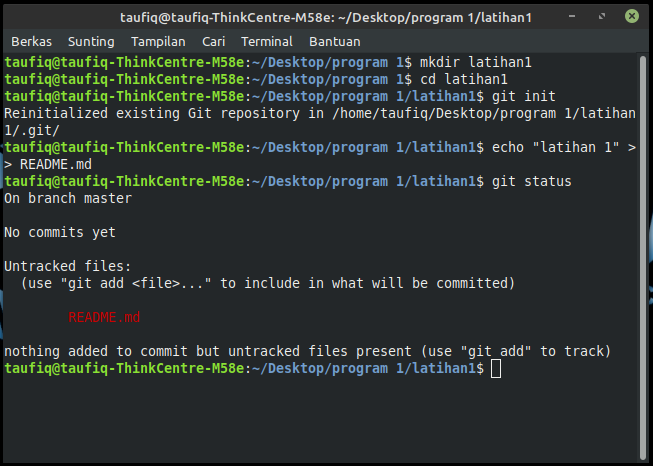 taufiq@taufiq-ThinkCentre-M58e: ~/Desktop/program 1/latihan1
Berkas Sunting Tampilan Cari Terminal Bantuan
taufiq@taufiq-ThinkCentre-M58e:~/Desktop/program 1$ mkdir latihan1
taufiq@taufiq-ThinkCentre-M58e:~/Desktop/program 1$ cd latihan1
taufiq@taufiq-ThinkCentre-M58e:~/Desktop/program 1/latihan1$ git init
Reinitialized existing Git repository in /home/taufiq/Desktop/program 1/latihan
1/.git/
taufiq@taufiq-ThinkCentre-M58e:~/Desktop/program 1/latihan1$ echo "latihan 1" >
> README.md
taufiq@taufiq-ThinkCentre-M58e:~/Desktop/program 1/latihan1$ git status
On branch master
No commits yet
Untracked files:
(use "git add <file>..." to include in what will be committed)
README.md
nothing added to commit but untracked files present (use "git add" to track)
taufiq@taufiq-ThinkCentre-M58e:~/Desktop/program 1/latihan1$